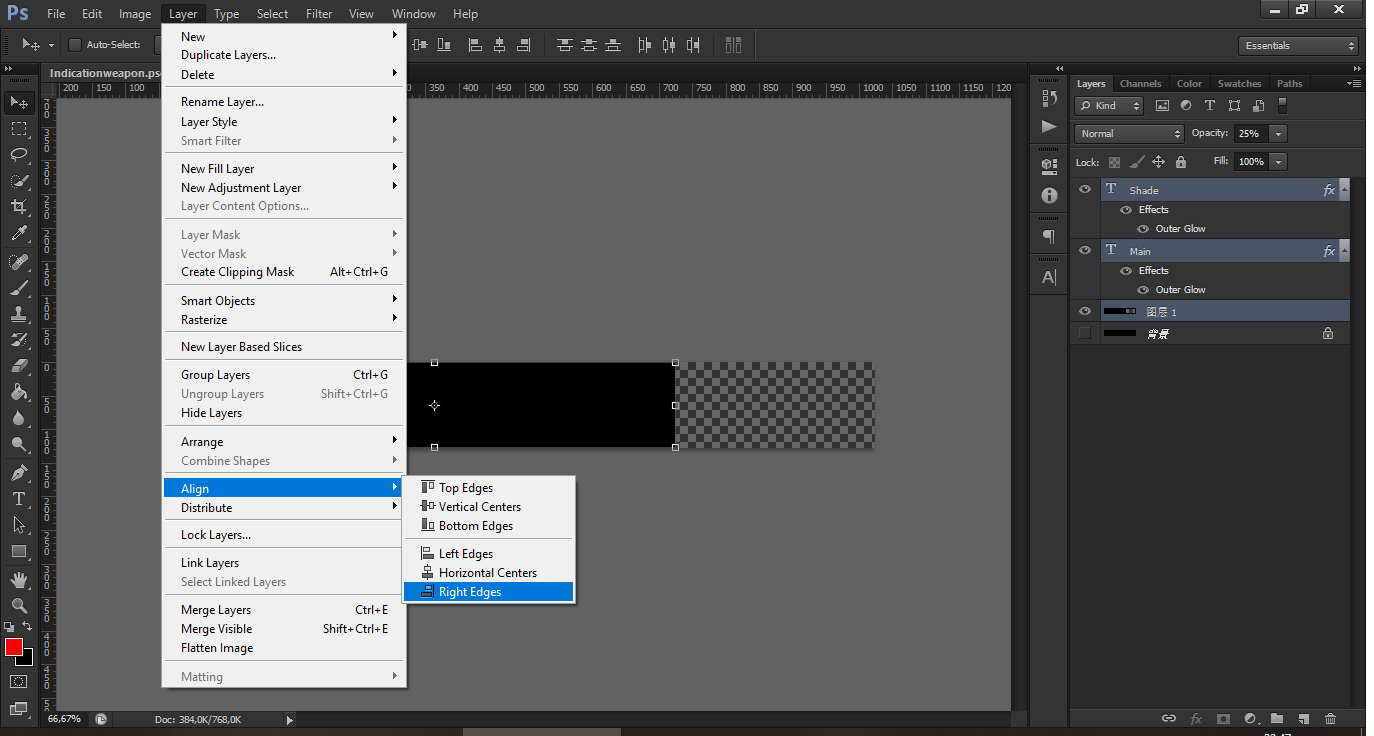 Ps File Edit Image Layer Type Select Filter View Window Help
Auto-Select:
Essentials
Indicationweapon.ps
200 150 100
350 400 450 500 550 600 650 700 750 800 850 900 950 1000 1050 1100 1150
New
Duplicate Layers...
Delete
Rename Layer...
Layer Style
Smart Filter
New Fill Layer
New Adjustment Layer
Layer Content Options...
Layer Mask
Vector Mask
Create Clipping Mask Alt+Ctrl+G
Smart Objects
Rasterize
New Layer Based Slices
Group Layers Ctrl+G
Ungroup Layers Shift+Ctrl+G
Hide Layers
Arrange
Combine Shapes
Align
Distribute
Lock Layers...
Link Layers
Select Linked Layers
Merge Layers Ctrl+E
Merge Visible Shift+Ctrl+E
Flatten Image
Matting
Top Edges
Vertical Centers
Bottom Edges
Left Edges
Horizontal Centers
Right Edges
Layers Channels Color Swatches Paths
Kind
Normal Opacity: 25%
Lock: Fill: 100%
T Shade fx
Effects
Outer Glow
T Main fx
Effects
Outer Glow
图层 1
背景
66,67% Doc: 384,0K/768,0K